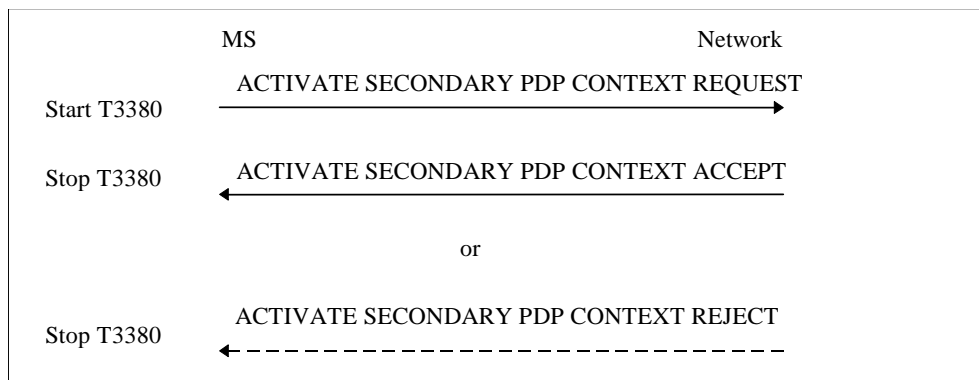 MS Network
ACTIVATE SECONDARY PDP CONTEXT REQUEST
Start T3380
ACTIVATE SECONDARY PDP CONTEXT ACCEPT
Stop T3380
or
ACTIVATE SECONDARY PDP CONTEXT REJECT
Stop T3380